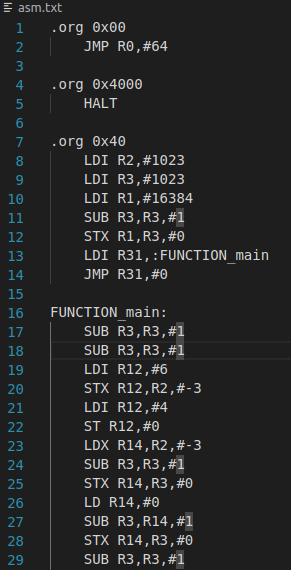 asm.txt
1 .org 0x00
2 JMP R0,#64
3
4 .org 0x4000
5 HALT
6
7 .org 0x40
8 LDI R2,#1023
9 LDI R3,#1023
10 LDI R1,#16384
11 SUB R3,R3,#1
12 STX R1,R3,#0
13 LDI R31,:FUNCTION_main
14 JMP R31,#0
15
16 FUNCTION_main:
17 SUB R3,R3,#1
18 SUB R3,R3,#1
19 LDI R12,#6
20 STX R12,R2,#-3
21 LDI R12,#4
22 ST R12,#0
23 LDX R14,R2,#-3
24 SUB R3,R3,#1
25 STX R14,R3,#0
26 LD R14,#0
27 SUB R3,R14,#1
28 STX R14,R3,#0
29 SUB R3,R3,#1